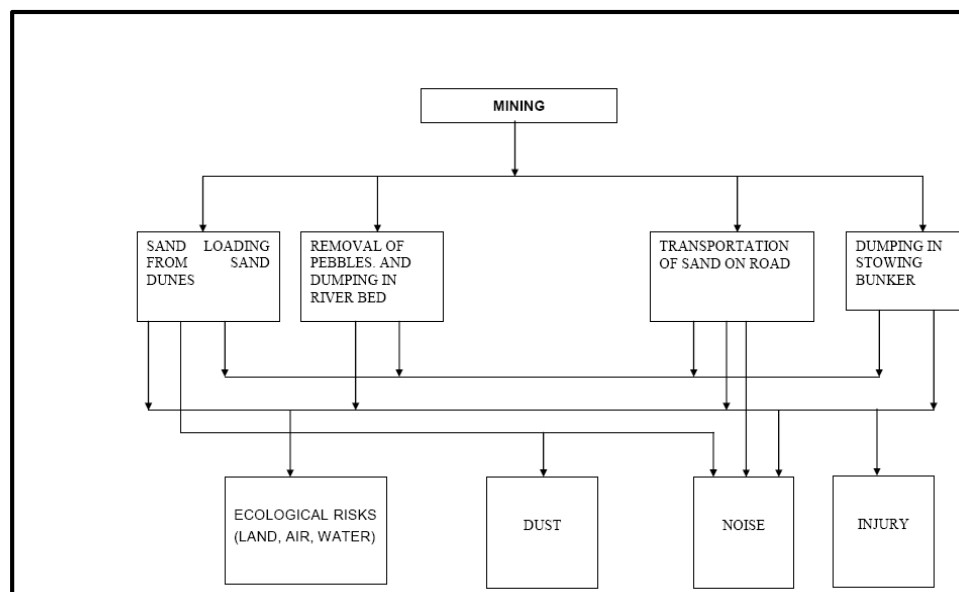 MINING
SAND LOADING
FROM SAND
DUNES
REMOVAL OF
PEBBLES. AND
DUMPING IN
RIVER BED
TRANSPORTATION
OF SAND ON ROAD
DUMPING IN
STOWING
BUNKER
ECOLOGICAL RISKS
(LAND, AIR, WATER)
DUST
NOISE
INJURY